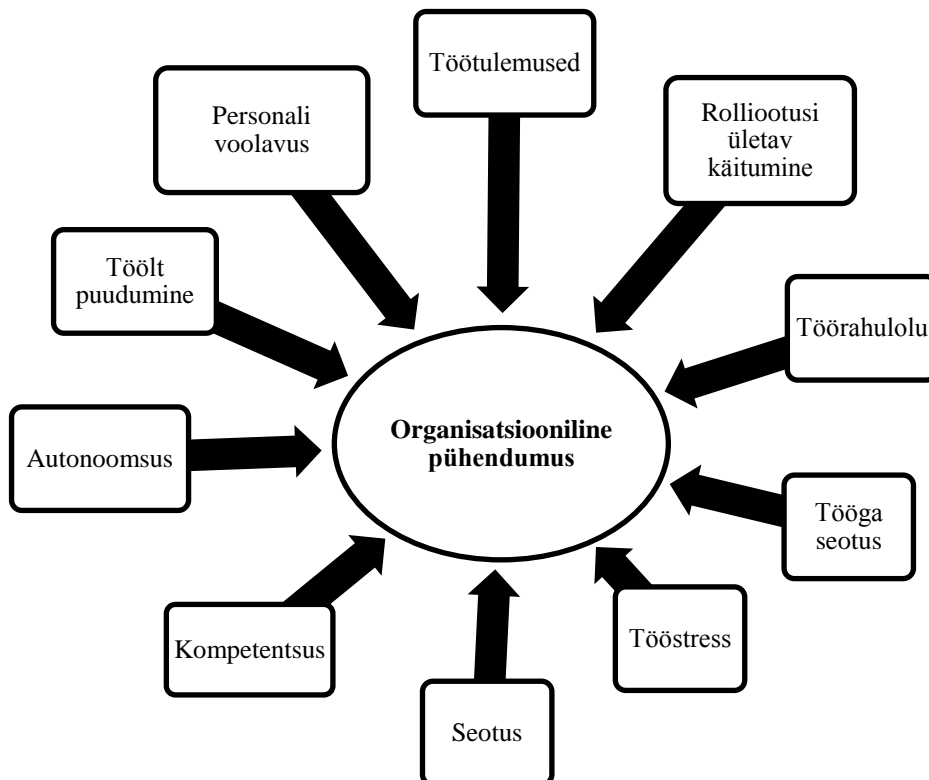 Töötulemused
Personali
voolavus
Rolliootusi
ületav
käitumine
Töölt
puudumine
Töörahulolu
Organisatsiooniline
pühendumus
Autonoomsus
Tööga
seotus
Kompetentsus
Tööstress
Seotus